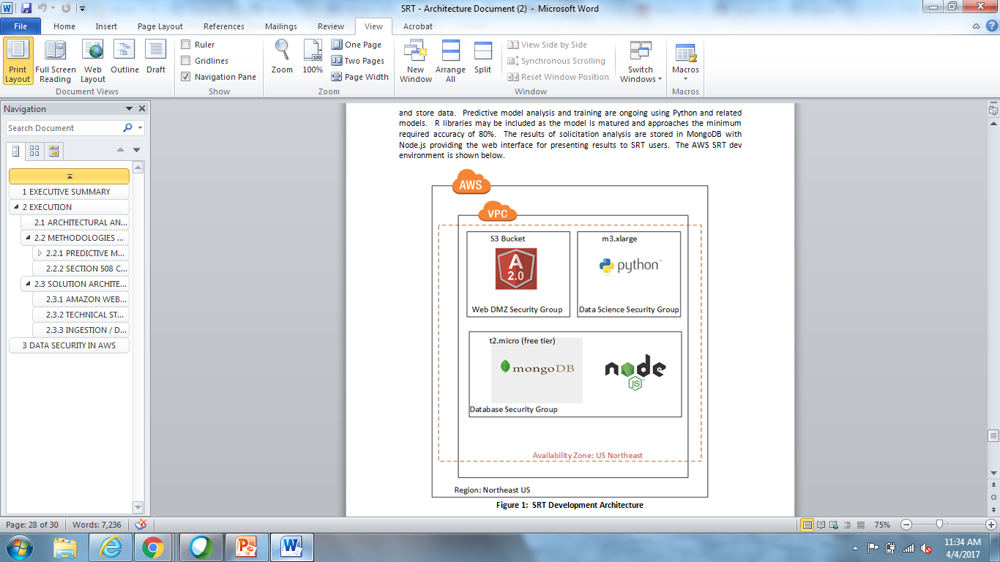 SRT - Architecture Document (2) - Microsoft Word
File Home Insert Page Layout References Mailings Review View Acrobat
Print Layout
Full Screen Reading
Web Layout
Outline
Draft
Document Views
Ruler
Gridlines
Navigation Pane
Show
Zoom
100%
One Page
Two Pages
Page Width
Zoom
New Window
Arrange All
Split
View Side by Side
Synchronous Scrolling
Reset Window Position
Window
Switch Windows
Macros
Macros
Navigation
Search Document
1 EXECUTIVE SUMMARY
2 EXECUTION
2.1 ARCHITECTURAL AN...
2.2 METHODOLOGIES ...
2.2.1 PREDICTIVE M...
2.2.2 SECTION 508 C...
2.3 SOLUTION ARCHITE...
2.3.1 AMAZON WEB...
2.3.2 TECHNICAL ST...
2.3.3 INGESTION / D...
3 DATA SECURITY IN AWS
and store data. Predictive model analysis and training are ongoing using Python and related
models. R libraries may be included as the model is matured and approaches the minimum
required accuracy of 80%. The results of solicitation analysis are stored in MongoDB with
Node.js providing the web interface for presenting results to SRT users. The AWS SRT dev
environment is shown below.
AWS
VPC
S3 Bucket
A
2.0
Web DMZ Security Group
m3.xlarge
python™
Data Science Security Group
t2.micro (free tier)
mongoDB
node
JS
Database Security Group
Availability Zone: US Northeast
Region: Northeast US
Figure 1: SRT Development Architecture
Page: 28 of 30 Words: 7,236
75%
11:34 AM
4/4/2017